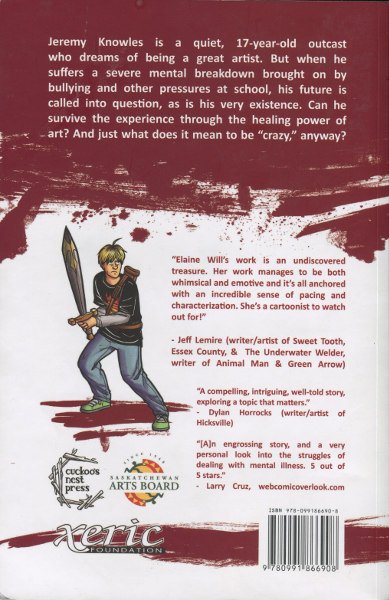 Jeremy Knowles is a quiet, 17-year-old outcast
who dreams of being a great artist. But when he
suffers a severe mental breakdown brought on by
bullying and other pressures at school, his future is
called into question, as is his very existence. Can he
survive the experience through the healing power of
art? And just what does it mean to be “crazy,” anyway?
“Elaine Will’s work is an undiscovered
treasure. Her work manages to be both
whimsical and emotive and it’s all anchored
with an incredible sense of pacing and
characterization. She’s a cartoonist to watch
out for!”
- Jeff Lemire (writer/artist of Sweet Tooth,
Essex County, & The Underwater Welder,
writer of Animal Man & Green Arrow)
“A compelling, intriguing, well-told story,
exploring a topic that matters.”
- Dylan Horrocks (writer/artist of
Hicksville)
“[A]n engrossing story, and a very
personal look into the struggles of
dealing with mental illness. 5 out of
5 stars.”
- Larry Cruz, webcomicoverlook.com
cuckoo's
nest
press
SINCE 1948
SASKATCHEWAN
ARTS BOARD
xeric
FOUNDATION
ISBN 978-099186690-8
9 780991 866908